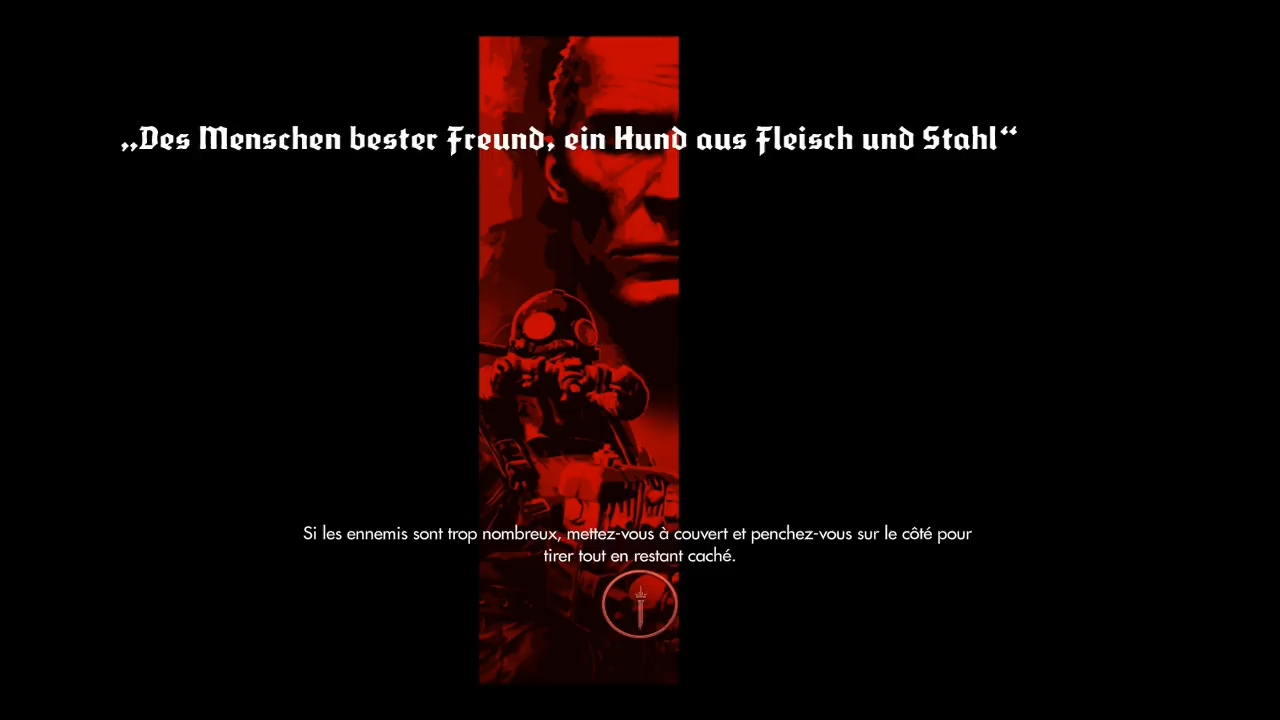 „Des Menschen bester Freund, ein Hund aus Fleisch und Stahl“
Si les ennemis sont trop nombreux, mettez-vous à couvert et penchez-vous sur le côté pour
tirer tout en restant caché.